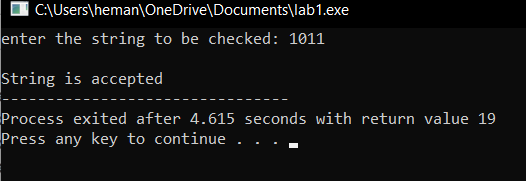 C:\Users\heman\OneDrive\Documents\lab1.exe
enter the string to be checked: 1011
String is accepted
--------------------------------
Process exited after 4.615 seconds with return value 19
Press any key to continue . . .